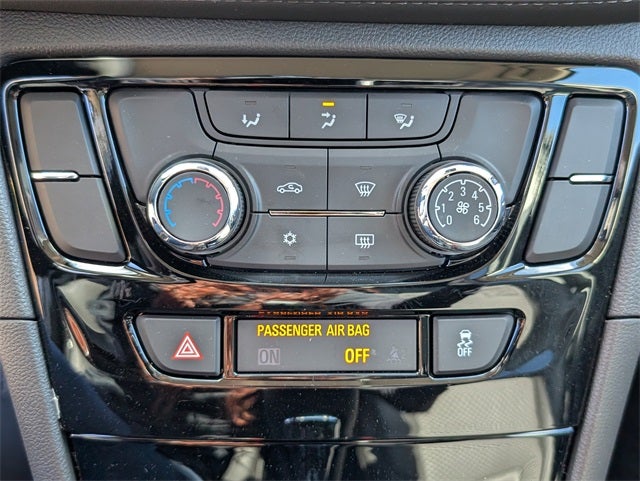 3
2 4
1 5
0 6
PASSENGER AIR BAG
ON OFF
OFF